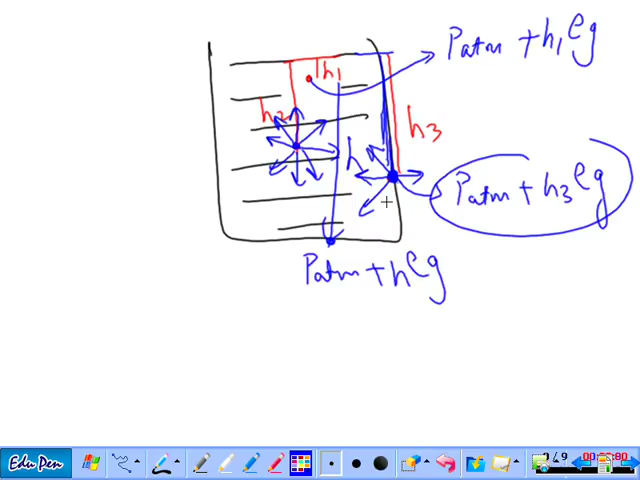 Patm + h₁ρg
h₁
h₂
h₃
h
Patm + h₃ρg
Patm + hρg
Edu Pen